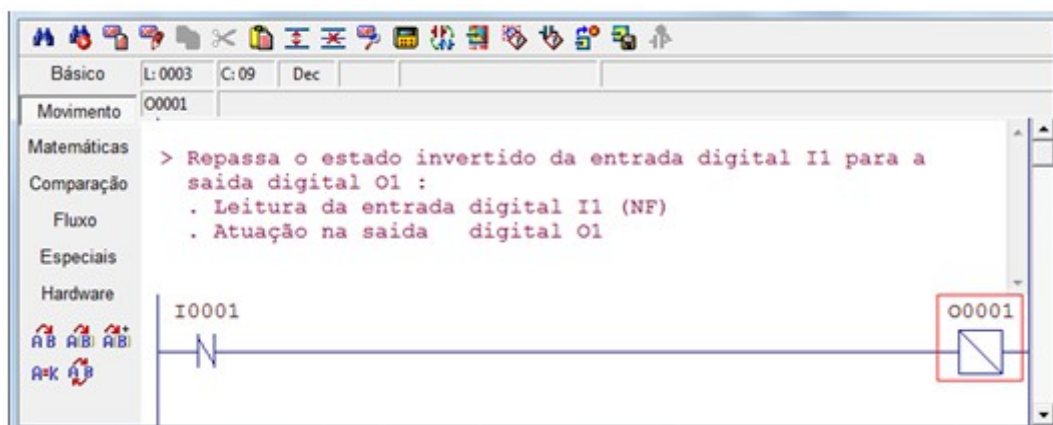 Básico L: 0003 C: 09 Dec
Movimento O0001
Matemáticas
Comparação
Fluxo
Especiais
Hardware
> Repassa o estado invertido da entrada digital I1 para a
saida digital O1 :
. Leitura da entrada digital I1 (NF)
. Atuação na saida digital O1
I0001 O0001
A B A(B) A(B)
A=K A B